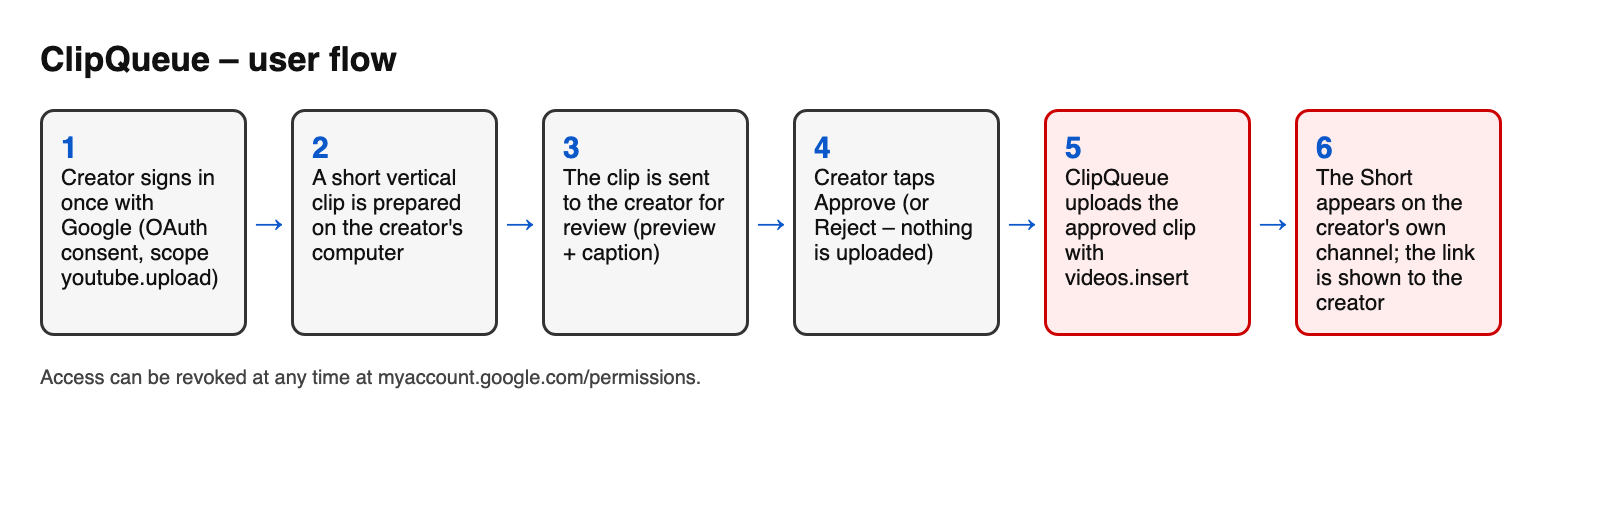 ClipQueue – user flow
1
Creator signs in
once with
Google (OAuth
consent, scope
youtube.upload)
→
2
A short vertical
clip is prepared
on the creator's
computer
→
3
The clip is sent
to the creator for
review (preview
+ caption)
→
4
Creator taps
Approve (or
Reject – nothing
is uploaded)
→
5
ClipQueue
uploads the
approved clip
with
videos.insert
→
6
The Short
appears on the
creator's own
channel; the link
is shown to the
creator
Access can be revoked at any time at myaccount.google.com/permissions.